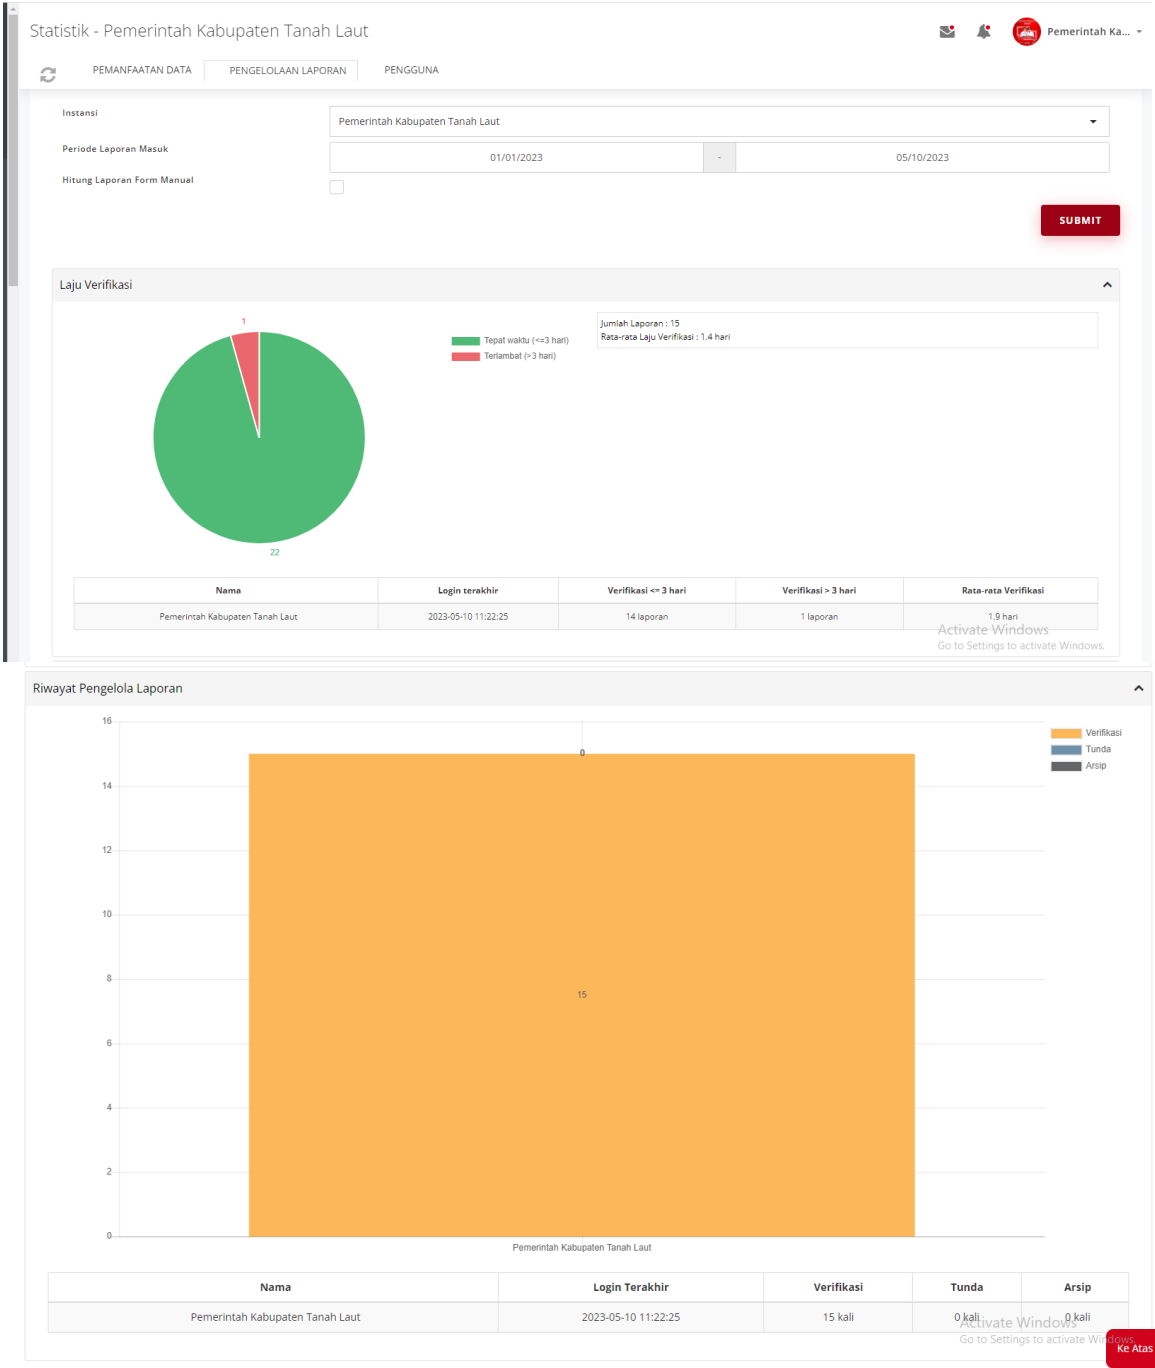 Statistik - Pemerintah Kabupaten Tanah Laut
Pemerintah Ka...
PEMANFAATAN DATA
PENGELOLAAN LAPORAN
PENGGUNA
Instansi
Pemerintah Kabupaten Tanah Laut
Periode Laporan Masuk
01/01/2023 - 05/10/2023
Hitung Laporan Form Manual
SUBMIT
Laju Verifikasi
1
22
Tepat waktu (<=3 hari)
Terlambat (>3 hari)
Jumlah Laporan : 15
Rata-rata Laju Verifikasi : 1.4 hari
Nama Login terakhir Verifikasi <= 3 hari Verifikasi > 3 hari Rata-rata Verifikasi
Pemerintah Kabupaten Tanah Laut 2023-05-10 11:22:25 14 laporan 1 laporan 1.9 hari
Activate Windows
Go to Settings to activate Windows.
Riwayat Pengelola Laporan
16
14
12
10
8
6
4
2
0
0
15
Pemerintah Kabupaten Tanah Laut
Verifikasi
Tunda
Arsip
Nama Login Terakhir Verifikasi Tunda Arsip
Pemerintah Kabupaten Tanah Laut 2023-05-10 11:22:25 15 kali 0 kali 0 kali
Activate Windows
Go to Settings to activate Windows.
Ke Atas